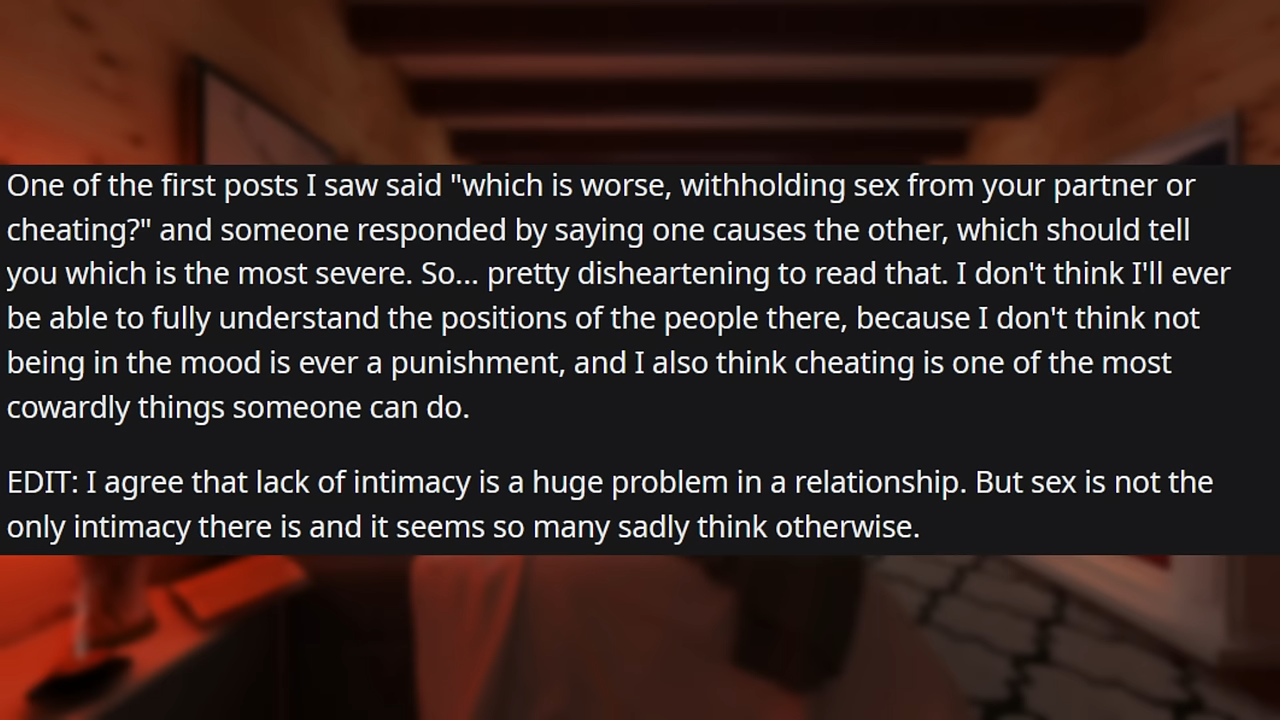 One of the first posts I saw said "which is worse, withholding sex from your partner or
cheating?" and someone responded by saying one causes the other, which should tell
you which is the most severe. So... pretty disheartening to read that. I don't think I'll ever
be able to fully understand the positions of the people there, because I don't think not
being in the mood is ever a punishment, and I also think cheating is one of the most
cowardly things someone can do.
EDIT: I agree that lack of intimacy is a huge problem in a relationship. But sex is not the
only intimacy there is and it seems so many sadly think otherwise.